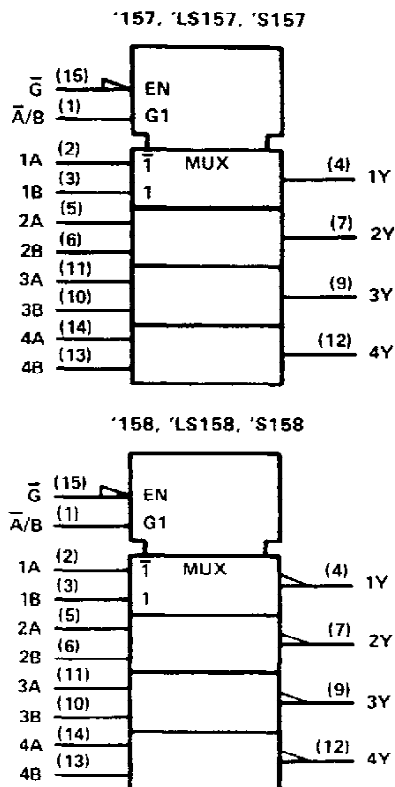 '157, 'LS157, 'S157
G̅ (15) EN
A̅/B (1) G1
1A (2) 1̅ MUX (4) 1Y
1B (3) 1
2A (5)
2B (6) (7) 2Y
3A (11)
3B (10) (9) 3Y
4A (14)
4B (13) (12) 4Y
'158, 'LS158, 'S158
G̅ (15) EN
A̅/B (1) G1
1A (2) 1̅ MUX (4) 1Y
1B (3) 1
2A (5)
2B (6) (7) 2Y
3A (11)
3B (10) (9) 3Y
4A (14)
4B (13) (12) 4Y